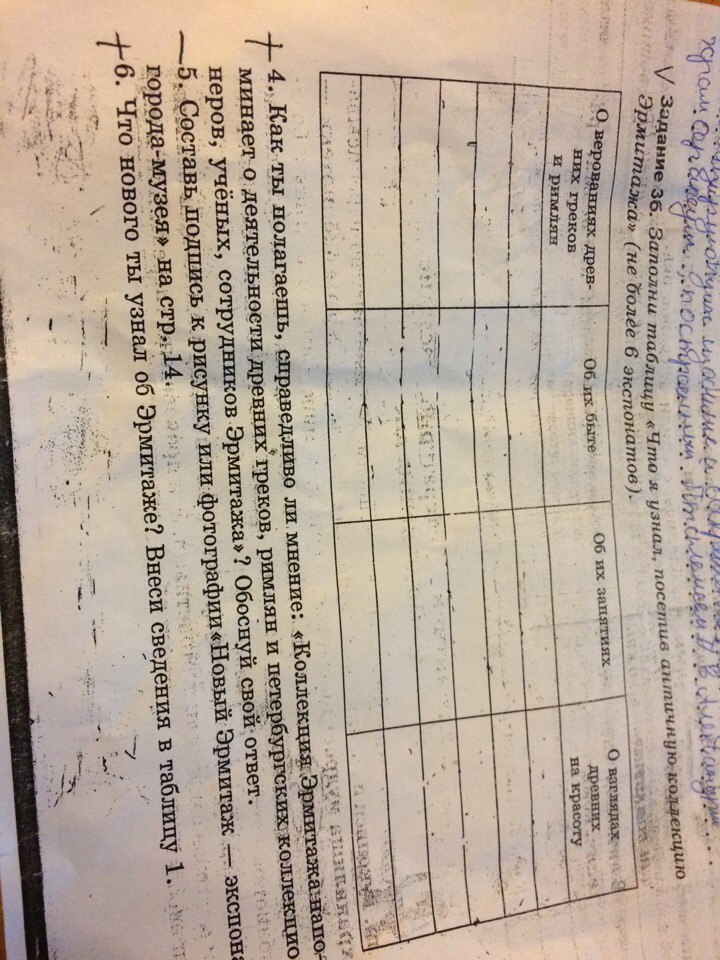 Задание 36. Заполни таблицу «Что я узнал, посетив античную коллекцию
Эрмитажа» (не более 6 экспонатов).
О верованиях древ-
них греков
и римлян
Об их быте
Об их занятиях
О взглядах
древних
на красоту
4. Как ты полагаешь, справедливо ли мнение: «Коллекция Эрмитажа напо-
минает о деятельности древних греков, римлян и петербургских коллекцио
неров, учёных, сотрудников Эрмитажа»? Обоснуй свой ответ.
5. Составь подпись к рисунку или фотографии «Новый Эрмитаж — экспона
города-музея» на стр. 14.
6. Что нового ты узнал об Эрмитаже? Внеси сведения в таблицу 1.